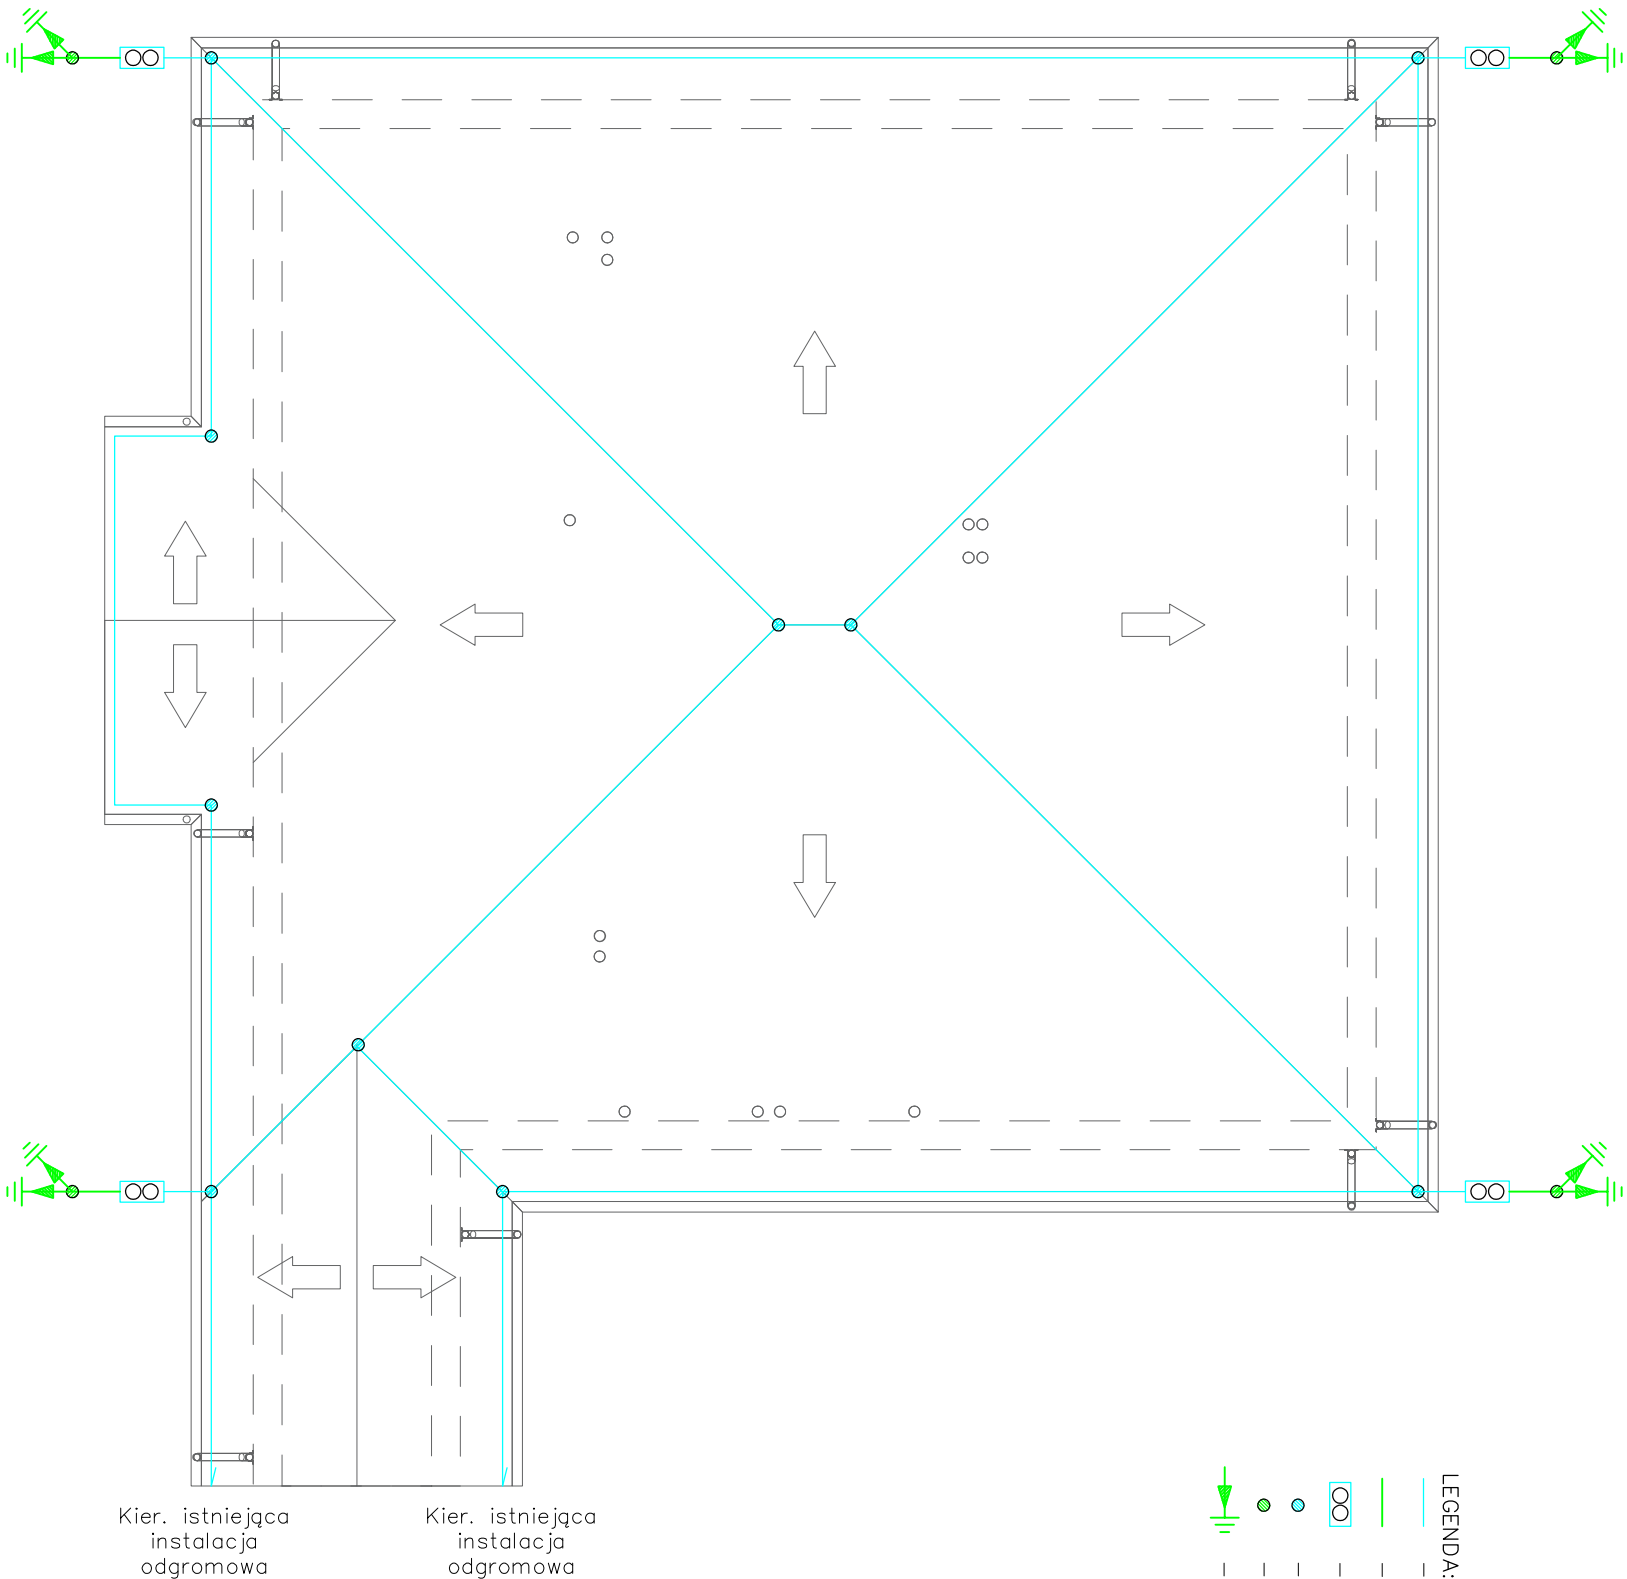 Kier. istniejąca
instalacja
odgromowa
Kier. istniejąca
instalacja
odgromowa
LEGENDA: